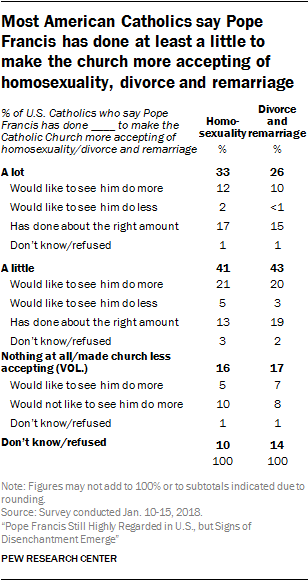 Most American Catholics say Pope
Francis has done at least a little to
make the church more accepting of
homosexuality, divorce and remarriage
% of U.S. Catholics who say Pope
Francis has done ____ to make the
Catholic Church more accepting of
homosexuality/divorce and remarriage
Homo-
sexuality
Divorce
and
remarriage
% %
A lot 33 26
Would like to see him do more 12 10
Would like to see him do less 2 <1
Has done about the right amount 17 15
Don't know/refused 1 1
A little 41 43
Would like to see him do more 21 20
Would like to see him do less 5 3
Has done about the right amount 13 19
Don't know/refused 3 2
Nothing at all/made church less
accepting (VOL.) 16 17
Would like to see him do more 5 7
Would not like to see him do more 10 8
Don't know/refused 1 1
Don't know/refused 10 14
100 100
Note: Figures may not add to 100% or to subtotals indicated due to
rounding.
Source: Survey conducted Jan. 10-15, 2018.
"Pope Francis Still Highly Regarded in U.S., but Signs of
Disenchantment Emerge"
PEW RESEARCH CENTER